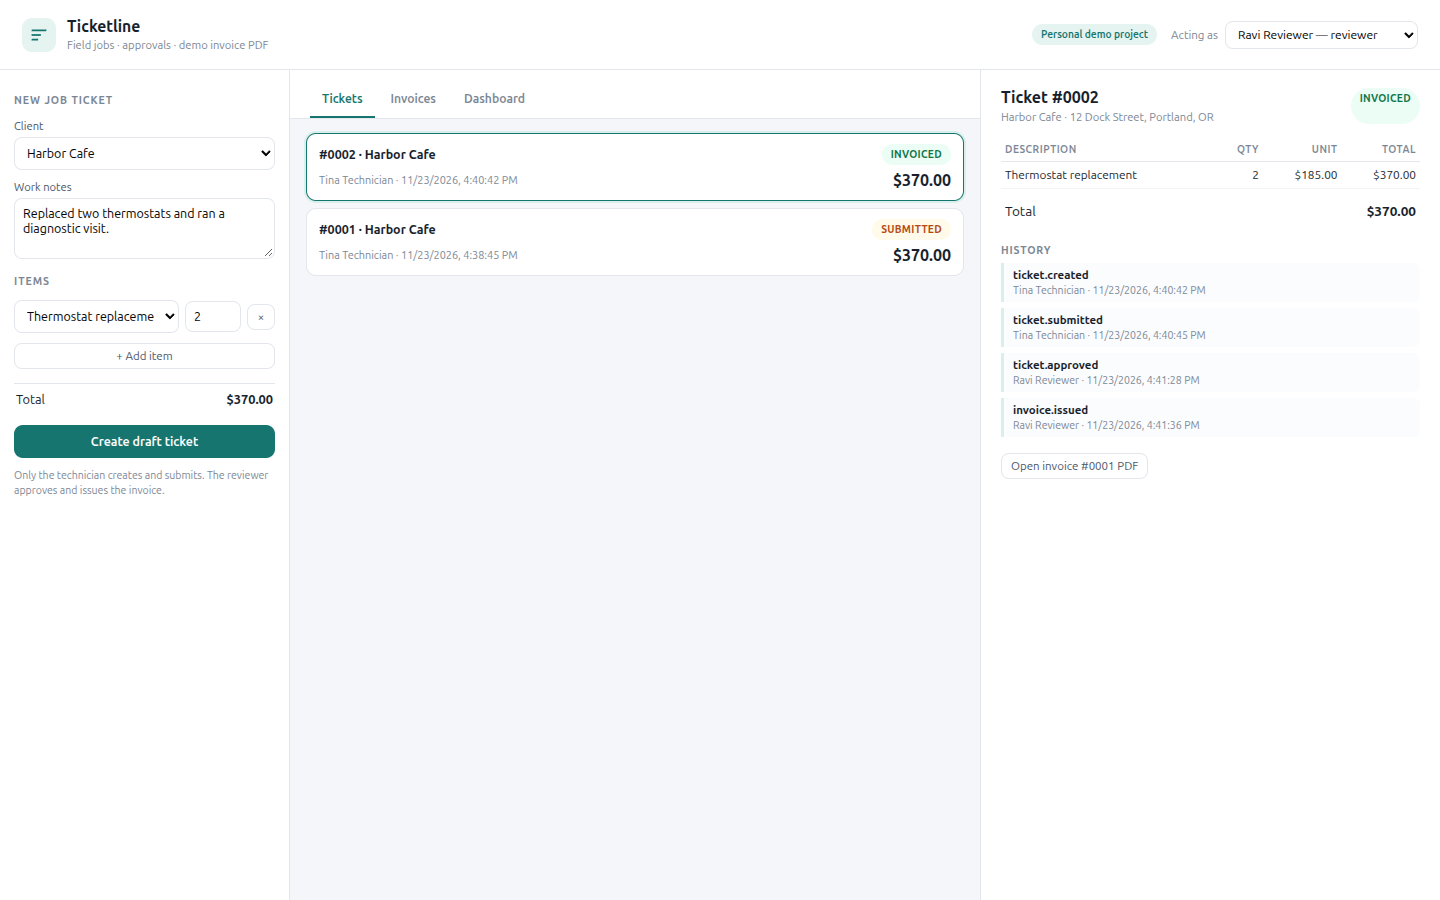 Ticketline
Field jobs · approvals · demo invoice PDF
Personal demo project
Acting as
Ravi Reviewer — reviewer
NEW JOB TICKET
Client
Harbor Cafe
Work notes
Replaced two thermostats and ran a
diagnostic visit.
ITEMS
Thermostat replaceme
2
×
+ Add item
Total
$370.00
Create draft ticket
Only the technician creates and submits. The reviewer
approves and issues the invoice.
Tickets
Invoices
Dashboard
#0002 · Harbor Cafe
INVOICED
Tina Technician · 11/23/2026, 4:40:42 PM
$370.00
#0001 · Harbor Cafe
SUBMITTED
Tina Technician · 11/23/2026, 4:38:45 PM
$370.00
Ticket #0002
INVOICED
Harbor Cafe · 12 Dock Street, Portland, OR
DESCRIPTION QTY UNIT TOTAL
Thermostat replacement 2 $185.00 $370.00
Total $370.00
HISTORY
ticket.created
Tina Technician · 11/23/2026, 4:40:42 PM
ticket.submitted
Tina Technician · 11/23/2026, 4:40:45 PM
ticket.approved
Ravi Reviewer · 11/23/2026, 4:41:28 PM
invoice.issued
Ravi Reviewer · 11/23/2026, 4:41:36 PM
Open invoice #0001 PDF